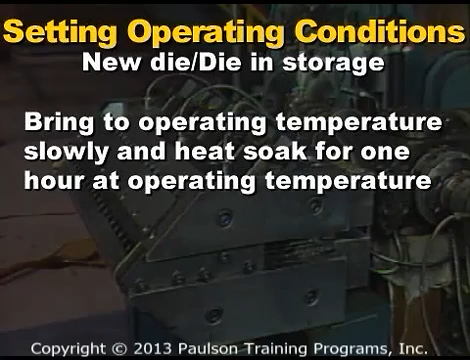 Setting Operating Conditions
New die/Die in storage
Bring to operating temperature
slowly and heat soak for one
hour at operating temperature
Copyright © 2013 Paulson Training Programs, Inc.